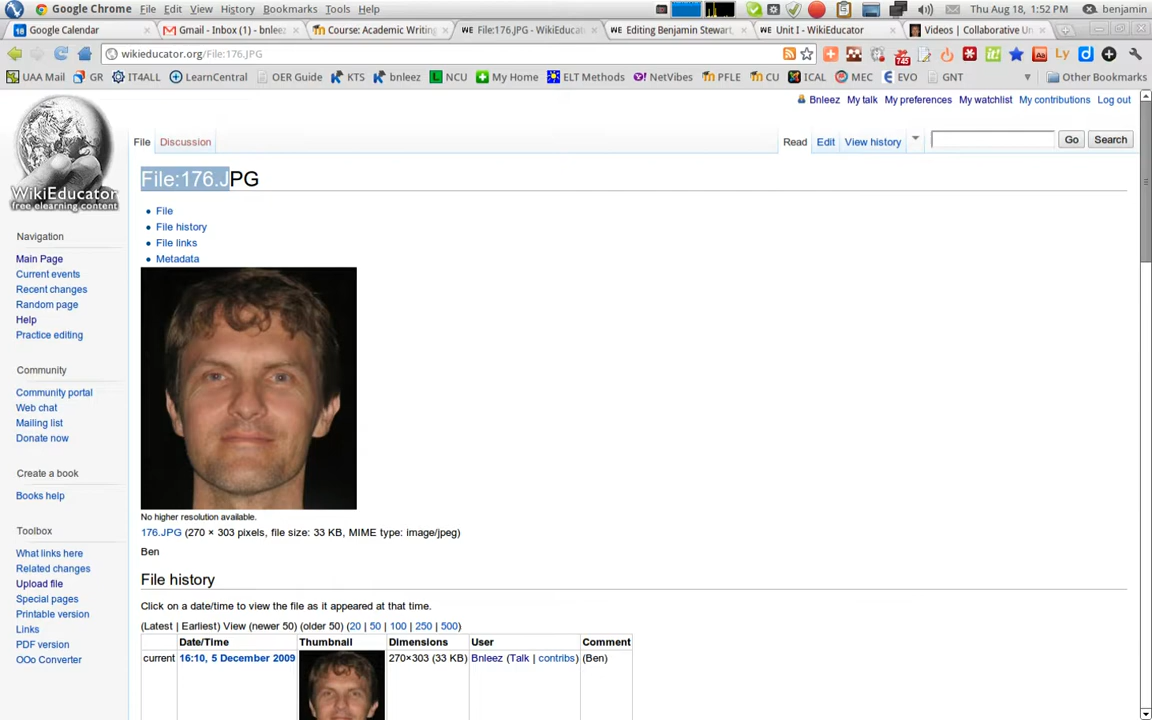 Google Chrome File Edit View History Bookmarks Tools Help Thu Aug 18, 1:52 PM benjamin
18 Google Calendar Gmail - Inbox (1) - bnleez Course: Academic Writing WE File:176.JPG - WikiEducat WE Editing Benjamin Stewart, WE Unit I - WikiEducator Videos | Collaborative Un
wikieducator.org/File:176.JPG 745 Aa Ly
UAA Mail GR IT4ALL LearnCentral OER Guide KTS bnleez NCU My Home ELT Methods NetVibes PFLE CU ICAL MEC EVO GNT Other Bookmarks
Bnleez My talk My preferences My watchlist My contributions Log out
File Discussion Read Edit View history Go Search
WikiEducator
free elearning content
File:176.JPG
File
File history
File links
Metadata
Navigation
Main Page
Current events
Recent changes
Random page
Help
Practice editing
Community
Community portal
Web chat
Mailing list
Donate now
Create a book
Books help
Toolbox
What links here
Related changes
Upload file
Special pages
Printable version
Links
PDF version
OOo Converter
No higher resolution available.
176.JPG (270 × 303 pixels, file size: 33 KB, MIME type: image/jpeg)
Ben
File history
Click on a date/time to view the file as it appeared at that time.
(Latest | Earliest) View (newer 50) (older 50) (20 | 50 | 100 | 250 | 500)
Date/Time Thumbnail Dimensions User Comment
current 16:10, 5 December 2009 270×303 (33 KB) Bnleez (Talk | contribs) (Ben)